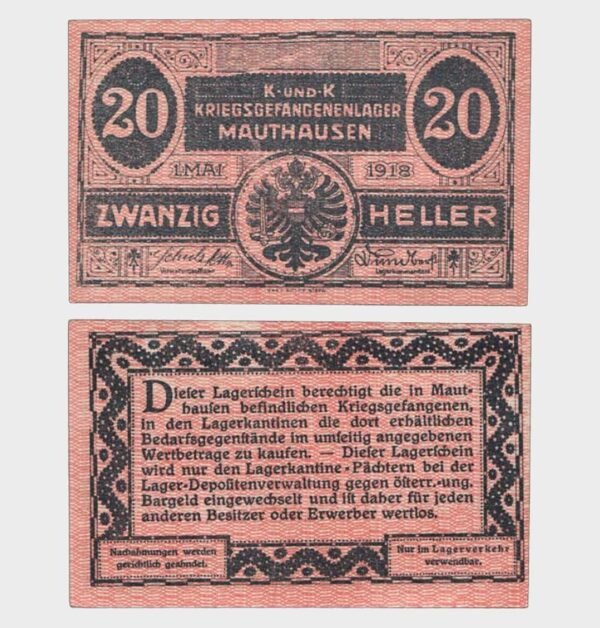 K·UND·K
20 KRIEGSGEFANGENENLAGER 20
MAUTHAUSEN
1.MAI 1918
ZWANZIG HELLER
Dieſer Lagerſchein berechtigt die in Maut-
hauſen befindlichen Kriegsgefangenen,
in den Lagerkantinen die dort erhältlichen
Bedarfsgegenſtände im umſeitig angegebenen
Wertbetrage zu kaufen. — Dieſer Lagerſchein
wird nur den Lagerkantine-Pächtern bei der
Lager-Depoſitenverwaltung gegen öſterr.-ung.
Bargeld eingewechſelt und iſt daher für jeden
anderen Beſitzer oder Erwerber wertlos.
Nachahmungen werden
gerichtlich geahndet.
Nur im Lagerverkehr
verwendbar.